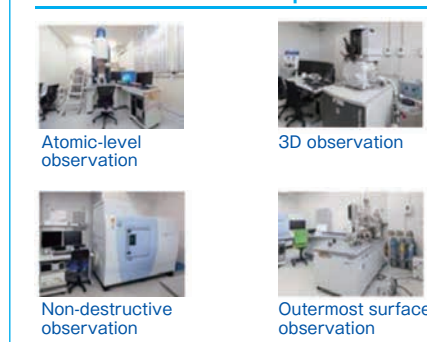 Atomic-level
observation
3D observation
Non-destructive
observation
Outermost surface
observation